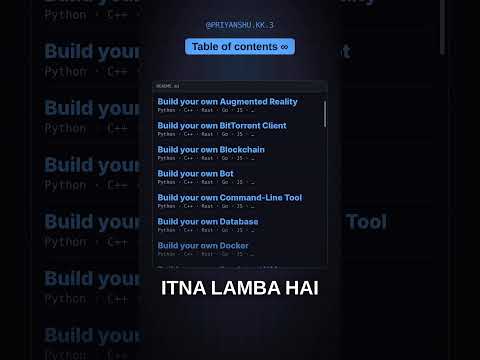 @PRIYANSHU.KK.3
Table of contents ∞
README.md
Build your own Augmented Reality
Python · C++ · Rust · Go · JS · …
Build your own BitTorrent Client
Python · C++ · Rust · Go · JS · …
Build your own Blockchain
Python · C++ · Rust · Go · JS · …
Build your own Bot
Python · C++ · Rust · Go · JS · …
Build your own Command-Line Tool
Python · C++ · Rust · Go · JS · …
Build your own Database
Python · C++ · Rust · Go · JS · …
Build your own Docker
Python · C++ · Rust · Go · JS · …
ITNA LAMBA HAI